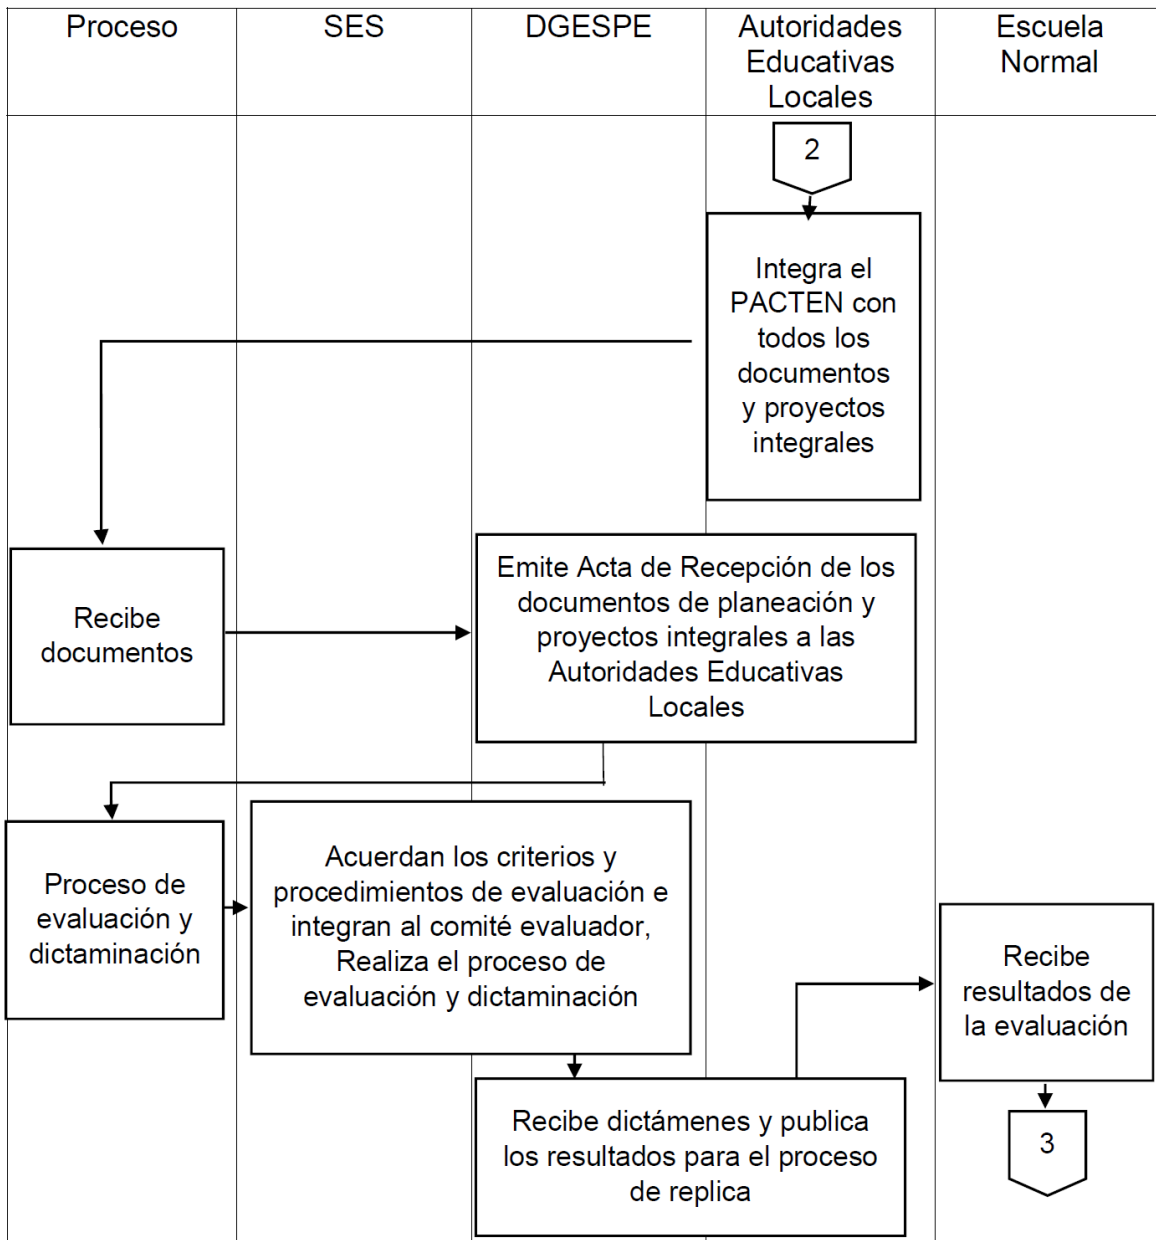 Proceso
SES
DGESPE
Autoridades
Educativas
Locales
Escuela
Normal
2
Integra el
PACTEN con
todos los
documentos
y proyectos
integrales
Recibe
documentos
Emite Acta de Recepción de los
documentos de planeación y
proyectos integrales a las
Autoridades Educativas
Locales
Proceso de
evaluación y
dictaminación
Acuerdan los criterios y
procedimientos de evaluación e
integran al comité evaluador,
Realiza el proceso de
evaluación y dictaminación
Recibe
resultados de
la evaluación
Recibe dictámenes y publica
los resultados para el proceso
de replica
3